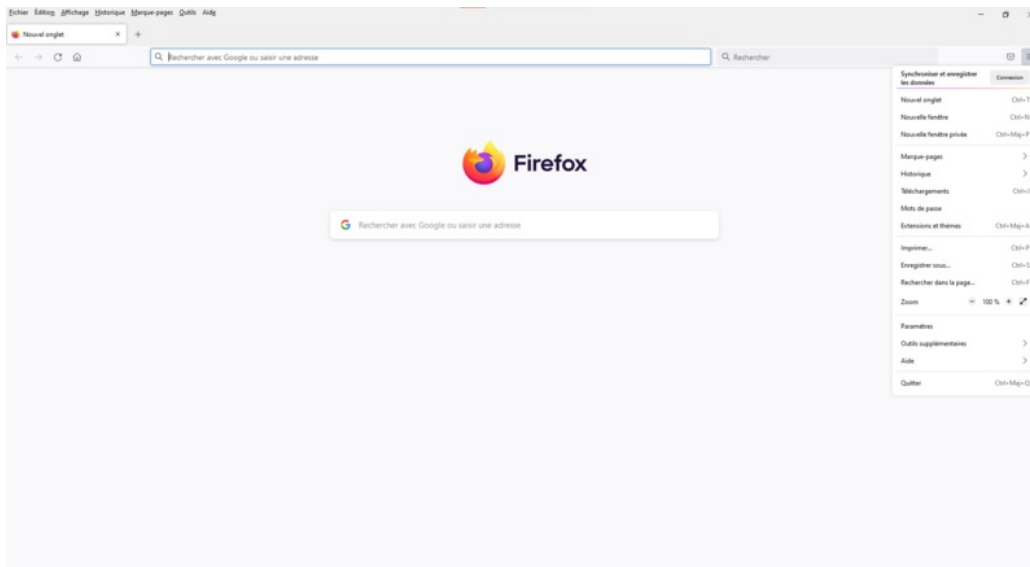 Fichier Édition Affichage Historique Marque-pages Outils Aide
Nouvel onglet
Rechercher avec Google ou saisir une adresse
Rechercher
Synchroniser et enregistrer
les données
Connexion
Nouvel onglet Ctrl+T
Nouvelle fenêtre Ctrl+N
Nouvelle fenêtre privée Ctrl+Maj+P
Marque-pages
Historique
Téléchargements Ctrl+J
Mots de passe
Extensions et thèmes Ctrl+Maj+A
Firefox
Rechercher avec Google ou saisir une adresse
Imprimer... Ctrl+P
Enregistrer sous... Ctrl+S
Rechercher dans la page... Ctrl+F
Zoom 100 %
Paramètres
Outils supplémentaires
Aide
Quitter Ctrl+Maj+Q